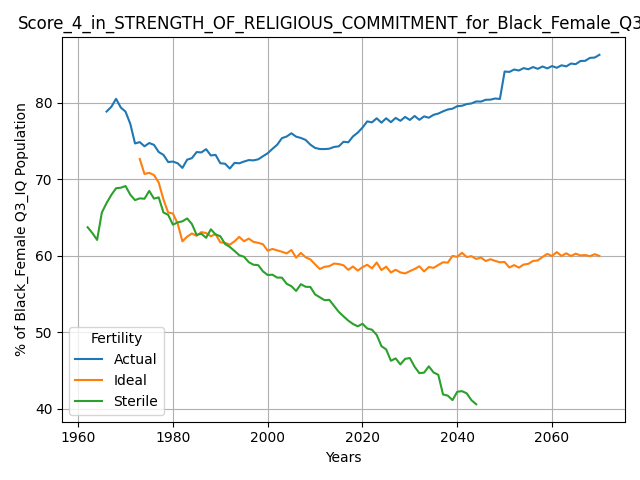 Score_4_in_STRENGTH_OF_RELIGIOUS_COMMITMENT_for_Black_Female_Q3
% of Black_Female Q3_IQ Population
80
70
60
50
40
Fertility
Actual
Ideal
Sterile
1960 1980 2000 2020 2040 2060
Years